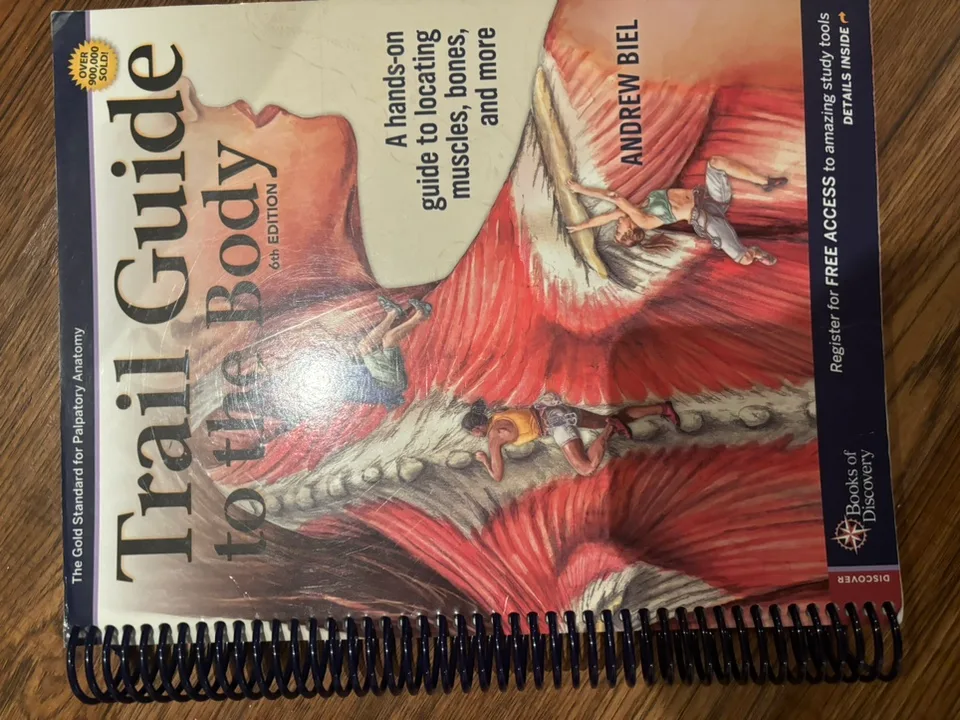 The Gold Standard for Palpatory Anatomy
OVER
900,000
SOLD!
Trail Guide
to the Body
6th EDITION
A hands-on
guide to locating
muscles, bones,
and more
ANDREW BIEL
DISCOVER
Books of
Discovery
Register for FREE ACCESS to amazing study tools
DETAILS INSIDE